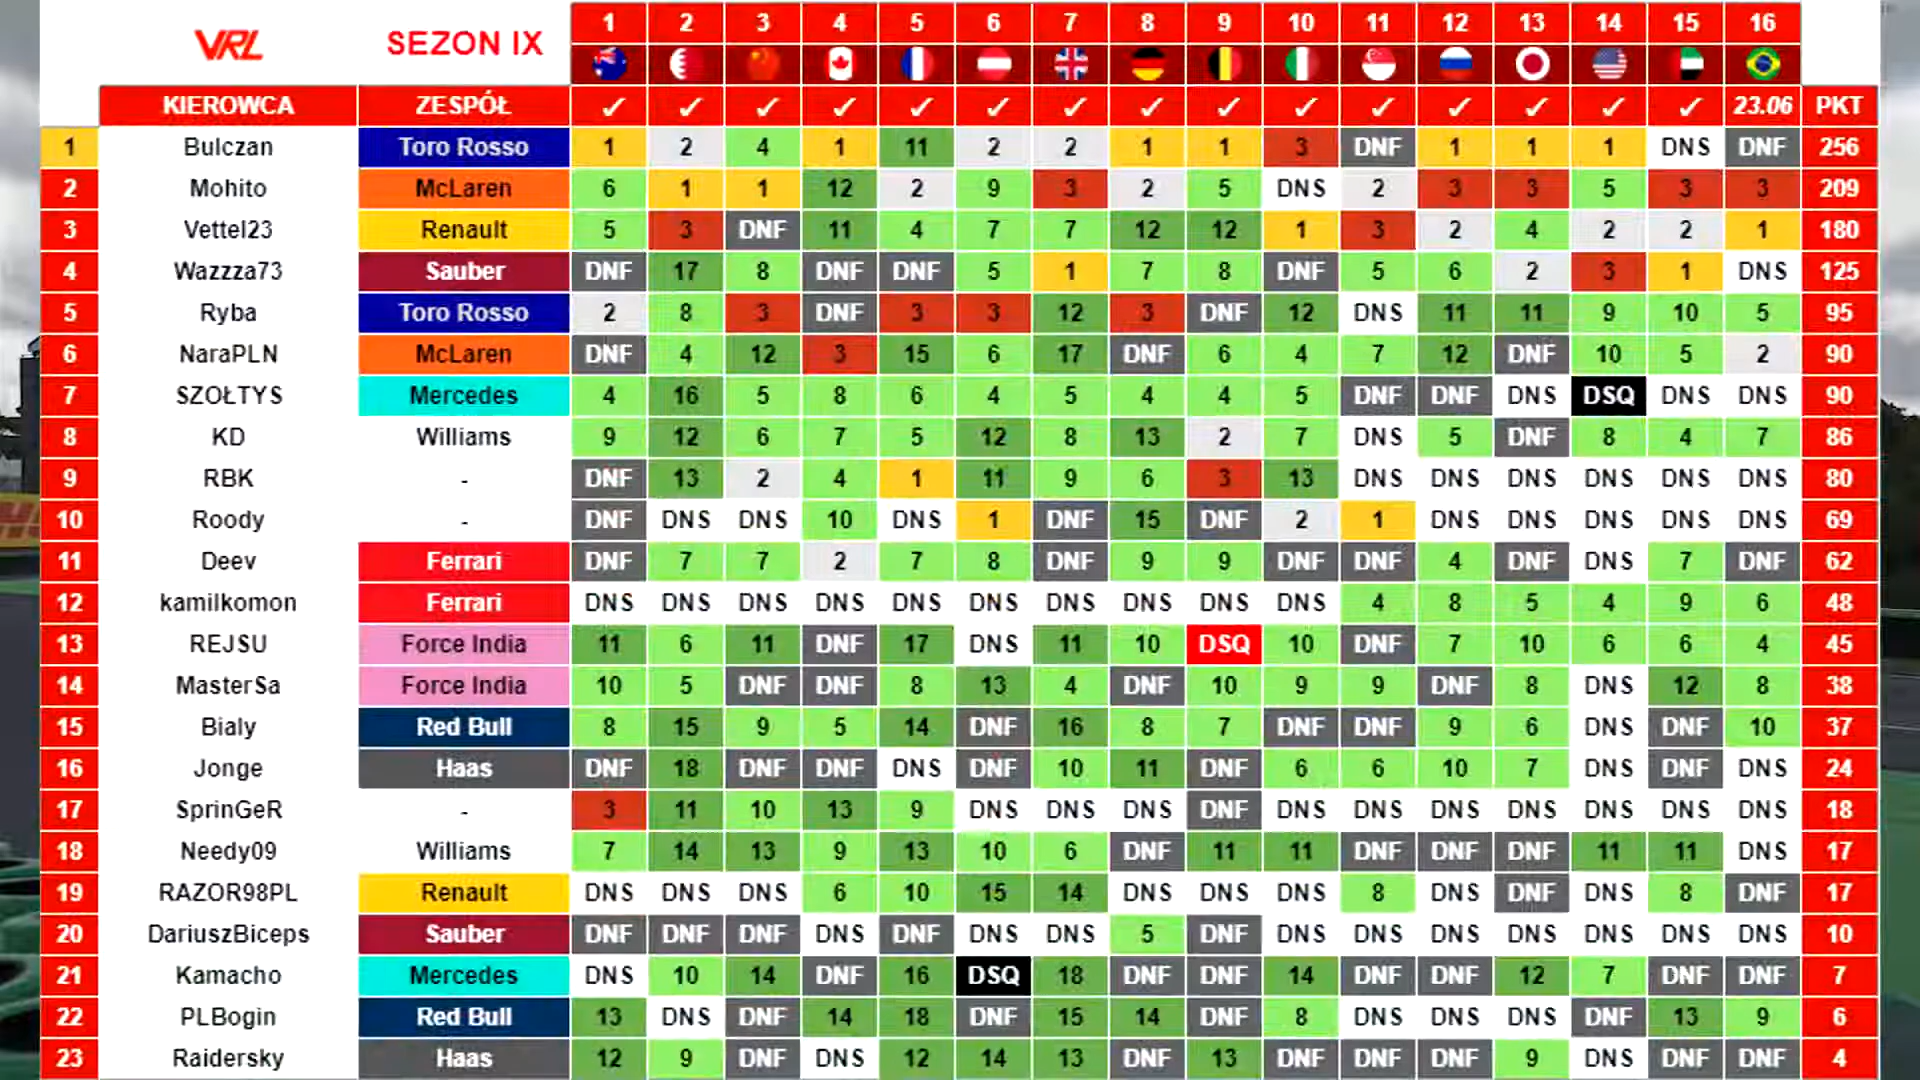 VRL SEZON IX 1 2 3 4 5 6 7 8 9 10 11 12 13 14 15 16
KIEROWCA ZESPÓŁ ✓ ✓ ✓ ✓ ✓ ✓ ✓ ✓ ✓ ✓ ✓ ✓ ✓ ✓ ✓ 23.06 PKT
1 Bulczan Toro Rosso 1 2 4 1 11 2 2 1 1 3 DNF 1 1 1 DNS DNF 256
2 Mohito McLaren 6 1 1 12 2 9 3 2 5 DNS 2 3 3 5 3 3 209
3 Vettel23 Renault 5 3 DNF 11 4 7 7 12 12 1 3 2 4 2 2 1 180
4 Wazzza73 Sauber DNF 17 8 DNF DNF 5 1 7 8 DNF 5 6 2 3 1 DNS 125
5 Ryba Toro Rosso 2 8 3 DNF 3 3 12 3 DNF 12 DNS 11 11 9 10 5 95
6 NaraPLN McLaren DNF 4 12 3 15 6 17 DNF 6 4 7 12 DNF 10 5 2 90
7 SZOŁTYS Mercedes 4 16 5 8 6 4 5 4 4 5 DNF DNF DNS DSQ DNS DNS 90
8 KD Williams 9 12 6 7 5 12 8 13 2 7 DNS 5 DNF 8 4 7 86
9 RBK - DNF 13 2 4 1 11 9 6 3 13 DNS DNS DNS DNS DNS DNS 80
10 Roody - DNF DNS DNS 10 DNS 1 DNF 15 DNF 2 1 DNS DNS DNS DNS DNS 69
11 Deev Ferrari DNF 7 7 2 7 8 DNF 9 9 DNF DNF 4 DNF DNS 7 DNF 62
12 kamilkomon Ferrari DNS DNS DNS DNS DNS DNS DNS DNS DNS DNS 4 8 5 4 9 6 48
13 REJSU Force India 11 6 11 DNF 17 DNS 11 10 DSQ 10 DNF 7 10 6 6 4 45
14 MasterSa Force India 10 5 DNF DNF 8 13 4 DNF 10 9 9 DNF 8 DNS 12 8 38
15 Bialy Red Bull 8 15 9 5 14 DNF 16 8 7 DNF DNF 9 6 DNS DNF 10 37
16 Jonge Haas DNF 18 DNF DNF DNS DNF 10 11 DNF 6 6 10 7 DNS DNF DNS 24
17 SprinGeR - 3 11 10 13 9 DNS DNS DNS DNF DNS DNS DNS DNS DNS DNS DNS 18
18 Needy09 Williams 7 14 13 9 13 10 6 DNF 11 11 DNF DNF DNF 11 11 DNS 17
19 RAZOR98PL Renault DNS DNS DNS 6 10 15 14 DNS DNS DNS 8 DNS DNF DNS 8 DNF 17
20 DariuszBiceps Sauber DNF DNF DNF DNS DNF DNS DNS 5 DNF DNS DNS DNS DNS DNS DNS DNS 10
21 Kamacho Mercedes DNS 10 14 DNF 16 DSQ 18 DNF DNF 14 DNF DNF 12 7 DNF DNF 7
22 PLBogin Red Bull 13 DNS DNF 14 18 DNF 15 14 DNF 8 DNS DNS DNS DNF 13 9 6
23 Raidersky Haas 12 9 DNF DNS 12 14 13 DNF 13 DNF DNF DNF 9 DNS DNF DNF 4